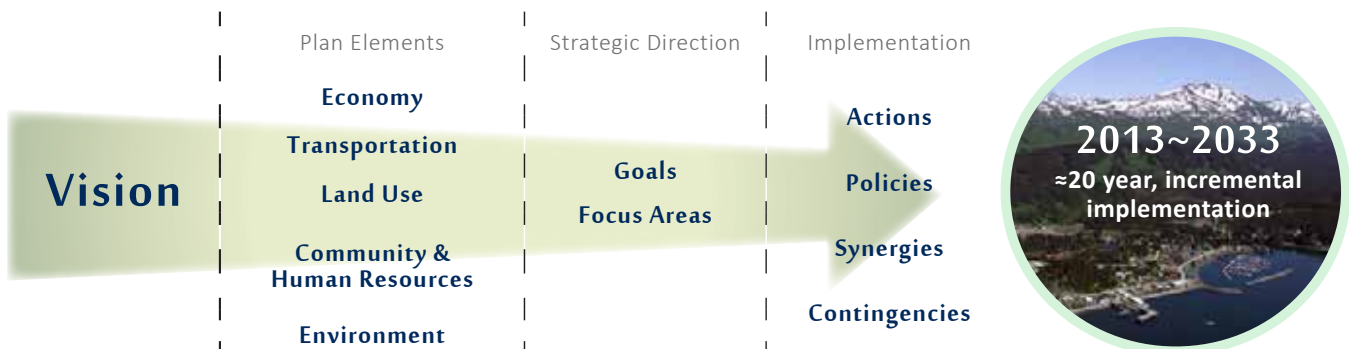 Plan Elements
Strategic Direction
Implementation
Vision
Economy
Transportation
Land Use
Community &
Human Resources
Environment
Goals
Focus Areas
Actions
Policies
Synergies
Contingencies
2013~2033
≈20 year, incremental
implementation